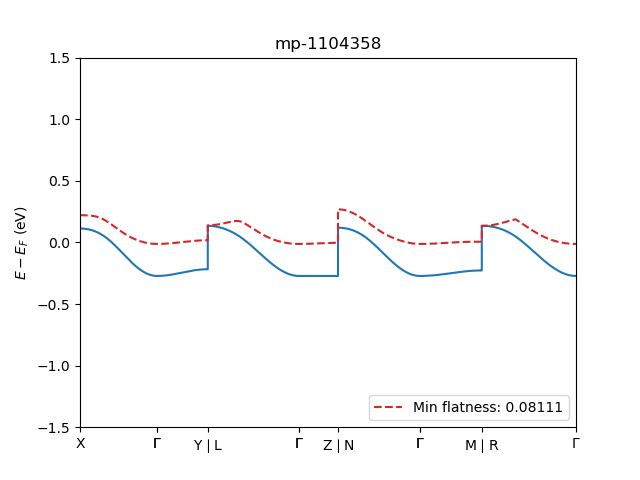 mp-1104358
E − E_F (eV)
1.5
1.0
0.5
0.0
−0.5
−1.0
−1.5
Min flatness: 0.08111
X Γ Y | L Γ Z | N Γ M | R Γ